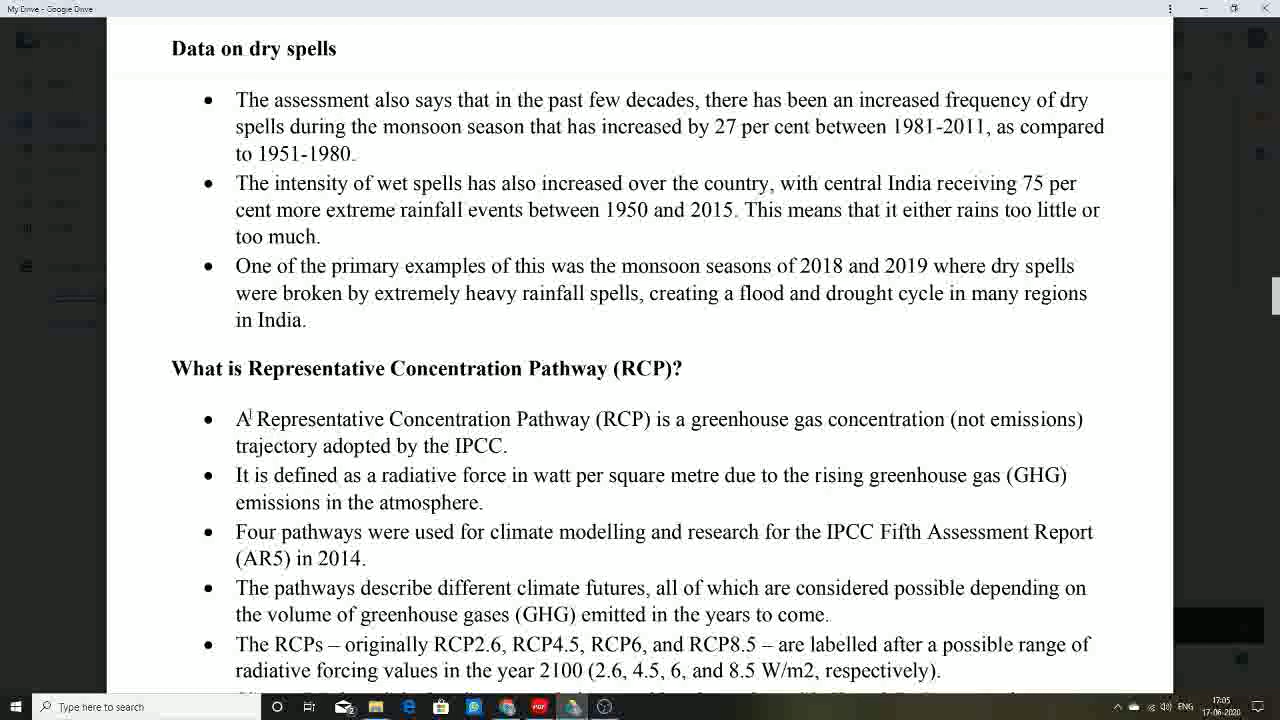 My Drive - Google Drive
Data on dry spells
• The assessment also says that in the past few decades, there has been an increased frequency of dry
spells during the monsoon season that has increased by 27 per cent between 1981-2011, as compared
to 1951-1980.
• The intensity of wet spells has also increased over the country, with central India receiving 75 per
cent more extreme rainfall events between 1950 and 2015. This means that it either rains too little or
too much.
• One of the primary examples of this was the monsoon seasons of 2018 and 2019 where dry spells
were broken by extremely heavy rainfall spells, creating a flood and drought cycle in many regions
in India.
What is Representative Concentration Pathway (RCP)?
• A Representative Concentration Pathway (RCP) is a greenhouse gas concentration (not emissions)
trajectory adopted by the IPCC.
• It is defined as a radiative force in watt per square metre due to the rising greenhouse gas (GHG)
emissions in the atmosphere.
• Four pathways were used for climate modelling and research for the IPCC Fifth Assessment Report
(AR5) in 2014.
• The pathways describe different climate futures, all of which are considered possible depending on
the volume of greenhouse gases (GHG) emitted in the years to come.
• The RCPs – originally RCP2.6, RCP4.5, RCP6, and RCP8.5 – are labelled after a possible range of
radiative forcing values in the year 2100 (2.6, 4.5, 6, and 8.5 W/m2, respectively).
Type here to search
17:05
17-06-2020